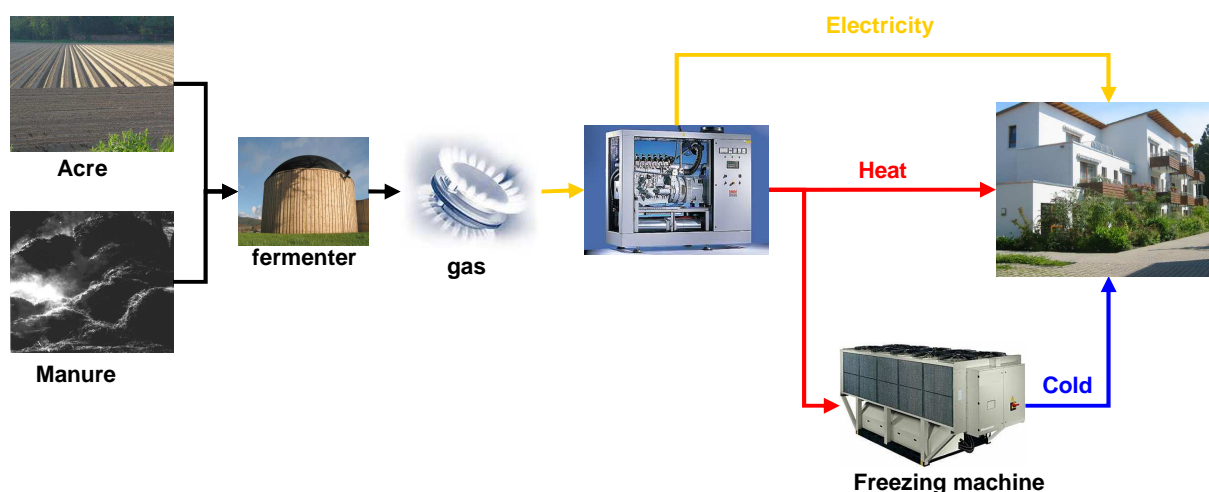 Electricity
Acre
Heat
fermenter
gas
Manure
Cold
Freezing machine